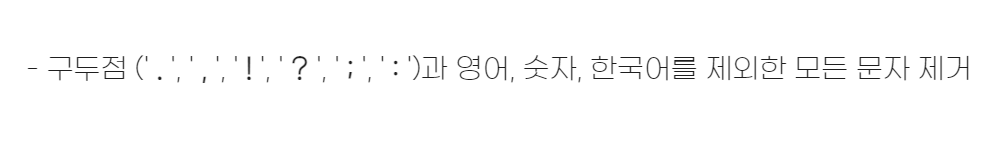 - 구두점 (' . ', ' , ', ' ! ', ' ? ', ' ; ', ' : ')과 영어, 숫자, 한국어를 제외한 모든 문자 제거